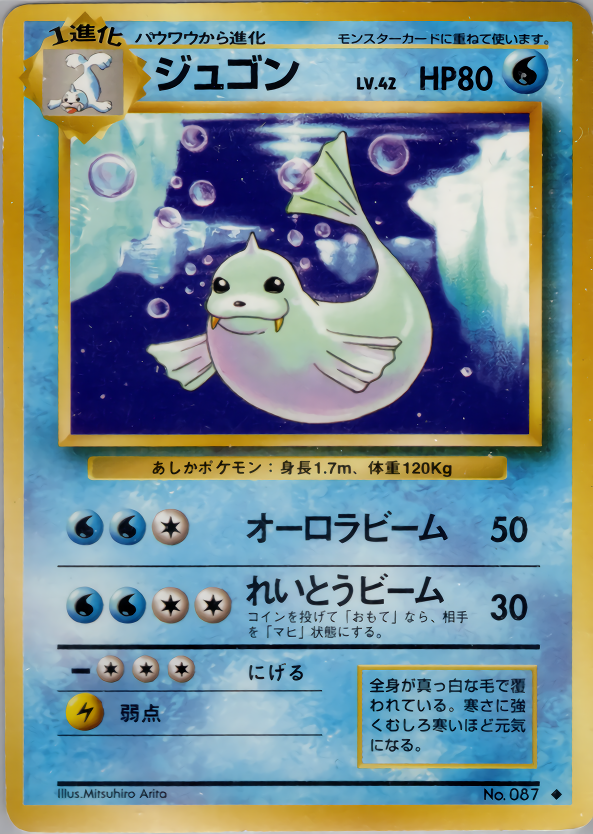 1進化
パウワウから進化
モンスターカードに重ねて使います。
ジュゴン
LV.42
HP80
あしかポケモン：身長1.7m、体重120Kg
オーロラビーム 50
れいとうビーム 30
コインを投げて「おもて」なら、相手
を「マヒ」状態にする。
にげる
弱点
全身が真っ白な毛で覆
われている。寒さに強
くむしろ寒いほど元気
になる。
Illus.Mitsuhiro Arita
No.087